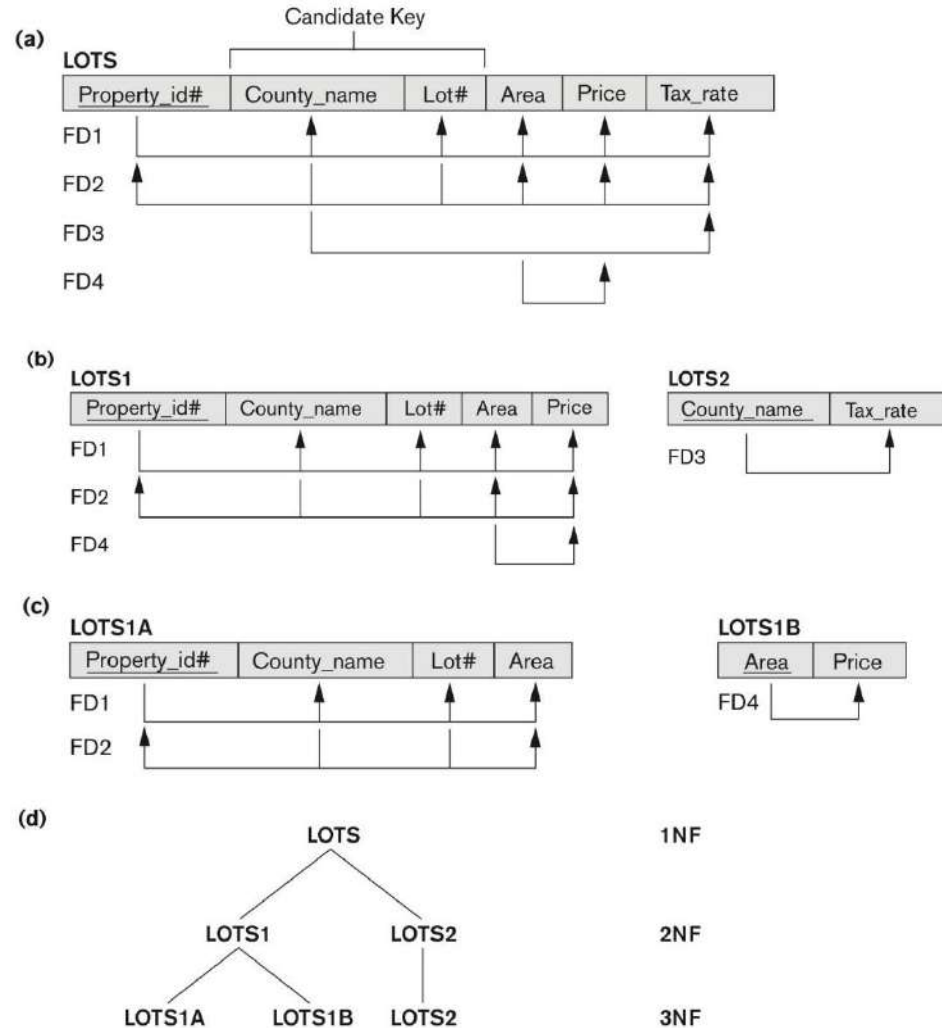 Candidate Key
(a)
LOTS
Property_id# County_name Lot# Area Price Tax_rate
FD1
FD2
FD3
FD4
(b)
LOTS1
Property_id# County_name Lot# Area Price
FD1
FD2
FD4
LOTS2
County_name Tax_rate
FD3
(c)
LOTS1A
Property_id# County_name Lot# Area
FD1
FD2
LOTS1B
Area Price
FD4
(d)
LOTS 1NF
LOTS1 LOTS2 2NF
LOTS1A LOTS1B LOTS2 3NF